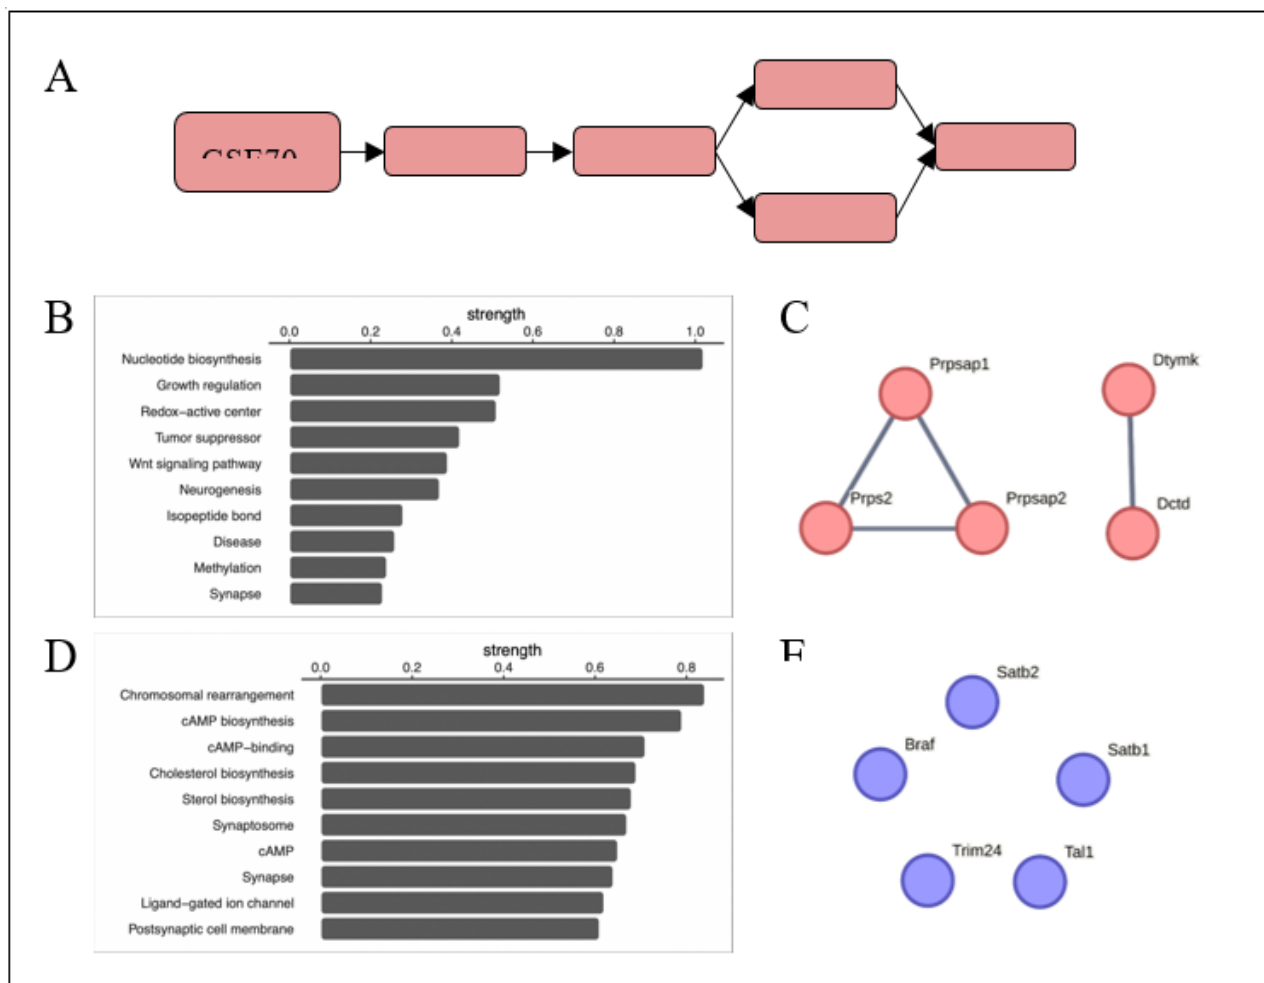 A
B
strength
0.0 0.2 0.4 0.6 0.8 1.0
Nucleotide biosynthesis
Growth regulation
Redox−active center
Tumor suppressor
Wnt signaling pathway
Neurogenesis
Isopeptide bond
Disease
Methylation
Synapse
C
Prpsap1
Dtymk
Prps2
Prpsap2
Dctd
D
strength
0.0 0.2 0.4 0.6 0.8
Chromosomal rearrangement
cAMP biosynthesis
cAMP−binding
Cholesterol biosynthesis
Sterol biosynthesis
Synaptosome
cAMP
Synapse
Ligand−gated ion channel
Postsynaptic cell membrane
Satb2
Braf
Satb1
Trim24
Tal1